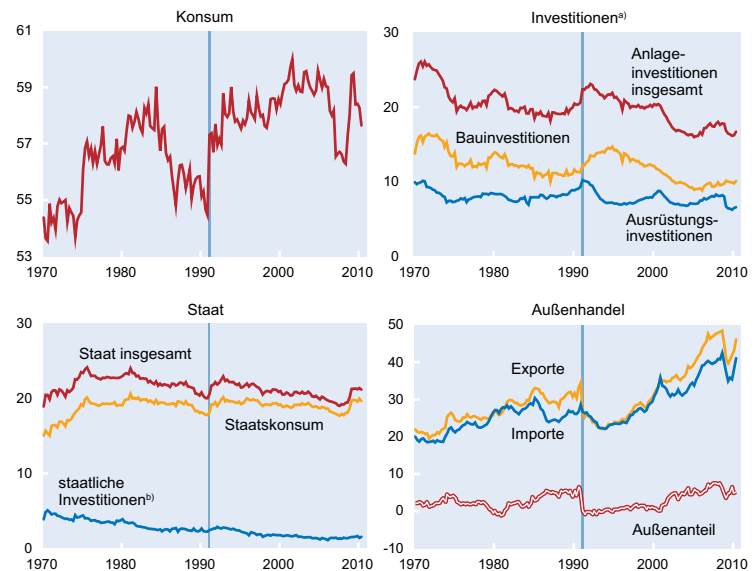 Konsum
61
59
57
55
53
1970 1980 1990 2000 2010
Investitionenᵃ⁾
30
20
10
0
Anlage-
investitionen
insgesamt
Bauinvestitionen
Ausrüstungs-
investitionen
1970 1980 1990 2000 2010
Staat
30
20
10
0
Staat insgesamt
Staatskonsum
staatliche
Investitionenᵇ⁾
1970 1980 1990 2000 2010
Außenhandel
50
40
30
20
10
0
-10
Exporte
Importe
Außenanteil
1970 1980 1990 2000 2010